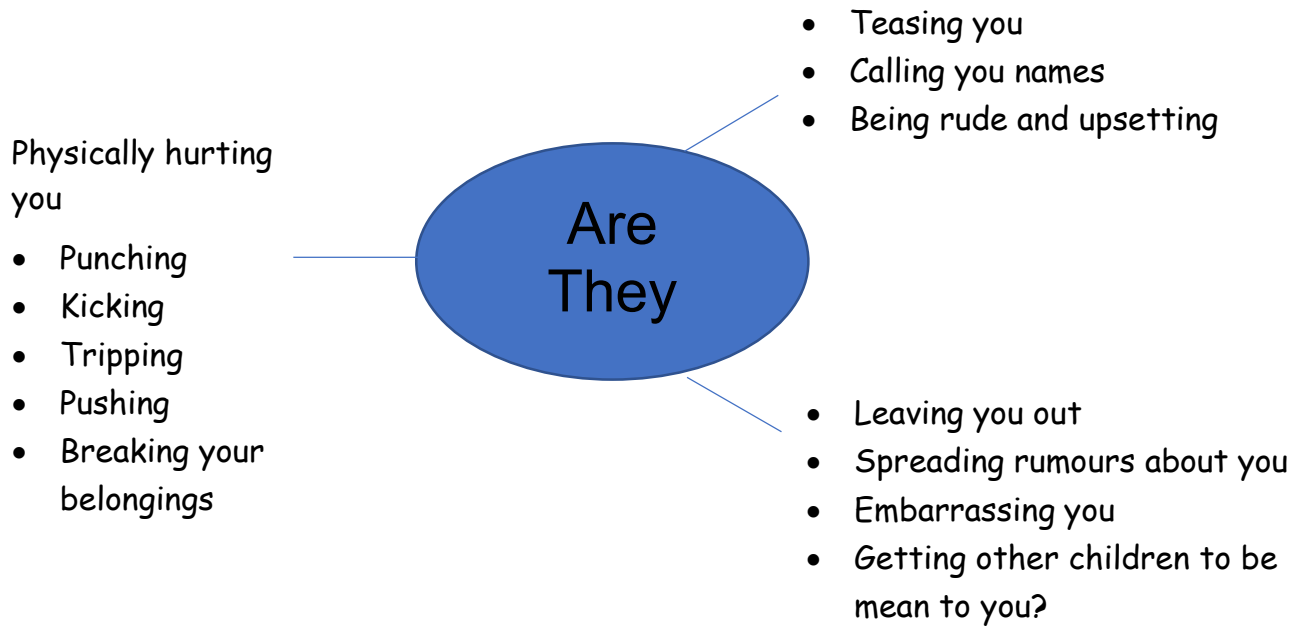 Physically hurting
you
• Punching
• Kicking
• Tripping
• Pushing
• Breaking your
belongings
Are
They
• Teasing you
• Calling you names
• Being rude and upsetting
• Leaving you out
• Spreading rumours about you
• Embarrassing you
• Getting other children to be
mean to you?